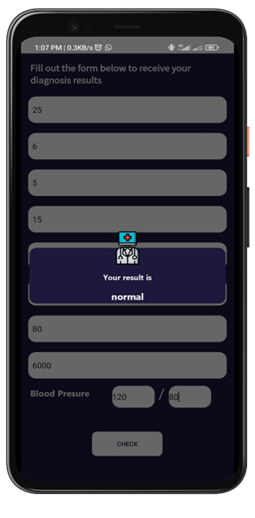 1:07 PM | 0.3KB/s
Fill out the form below to receive your
diagnosis results
25
6
5
15
Your result is
normal
80
6000
Blood Presure 120 / 80
CHECK